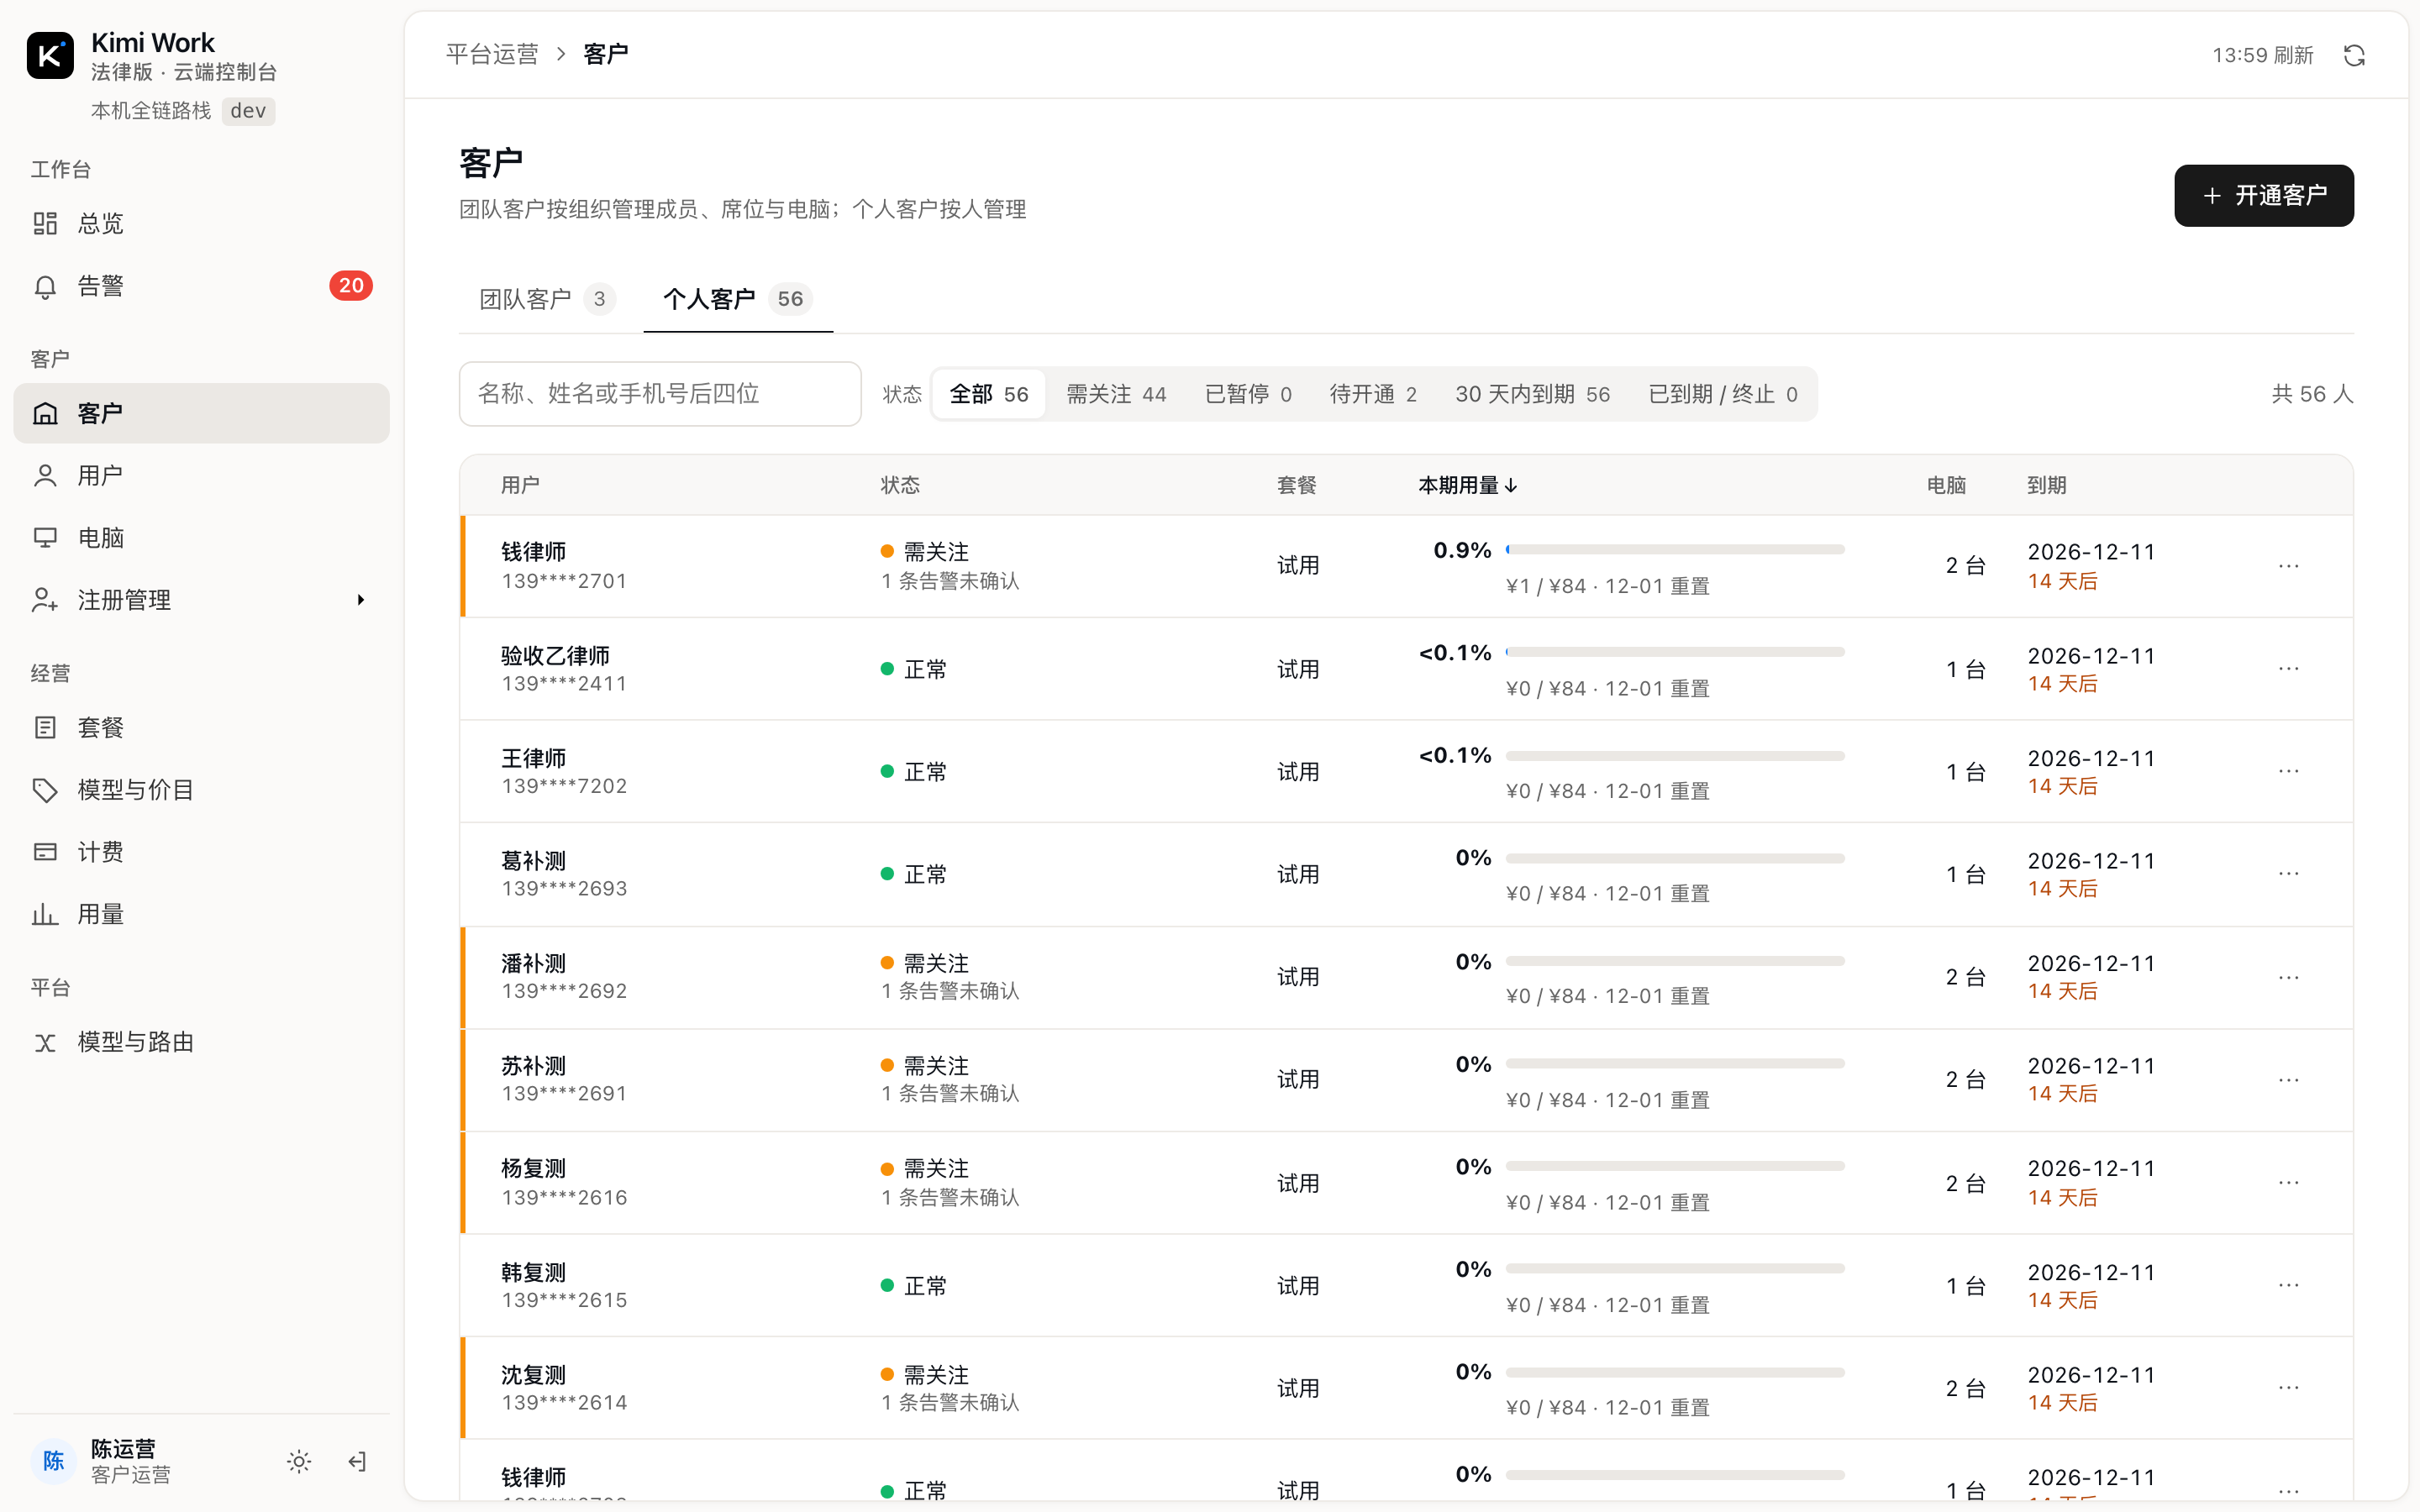 Kimi Work
法律版 · 云端控制台
本机全链路栈 dev
工作台
总览
告警 20
客户
客户
用户
电脑
注册管理
经营
套餐
模型与价目
计费
用量
平台
模型与路由
陈 陈运营
客户运营
平台运营 > 客户
13:59 刷新
客户
团队客户按组织管理成员、席位与电脑；个人客户按人管理
+ 开通客户
团队客户 3 个人客户 56
名称、姓名或手机号后四位 状态 全部 56 需关注 44 已暂停 0 待开通 2 30 天内到期 56 已到期 / 终止 0 共 56 人
用户 状态 套餐 本期用量↓ 电脑 到期
钱律师 需关注 试用 0.9% 2 台 2026-12-11 ···
139****2701 1 条告警未确认 ¥1 / ¥84 · 12-01 重置 14 天后
验收乙律师 正常 试用 <0.1% 1 台 2026-12-11 ···
139****2411 ¥0 / ¥84 · 12-01 重置 14 天后
王律师 正常 试用 <0.1% 1 台 2026-12-11 ···
139****7202 ¥0 / ¥84 · 12-01 重置 14 天后
葛补测 正常 试用 0% 1 台 2026-12-11 ···
139****2693 ¥0 / ¥84 · 12-01 重置 14 天后
潘补测 需关注 试用 0% 2 台 2026-12-11 ···
139****2692 1 条告警未确认 ¥0 / ¥84 · 12-01 重置 14 天后
苏补测 需关注 试用 0% 2 台 2026-12-11 ···
139****2691 1 条告警未确认 ¥0 / ¥84 · 12-01 重置 14 天后
杨复测 需关注 试用 0% 2 台 2026-12-11 ···
139****2616 1 条告警未确认 ¥0 / ¥84 · 12-01 重置 14 天后
韩复测 正常 试用 0% 1 台 2026-12-11 ···
139****2615 ¥0 / ¥84 · 12-01 重置 14 天后
沈复测 需关注 试用 0% 2 台 2026-12-11 ···
139****2614 1 条告警未确认 ¥0 / ¥84 · 12-01 重置 14 天后
钱律师 正常 试用 0% 1 台 2026-12-11 ···